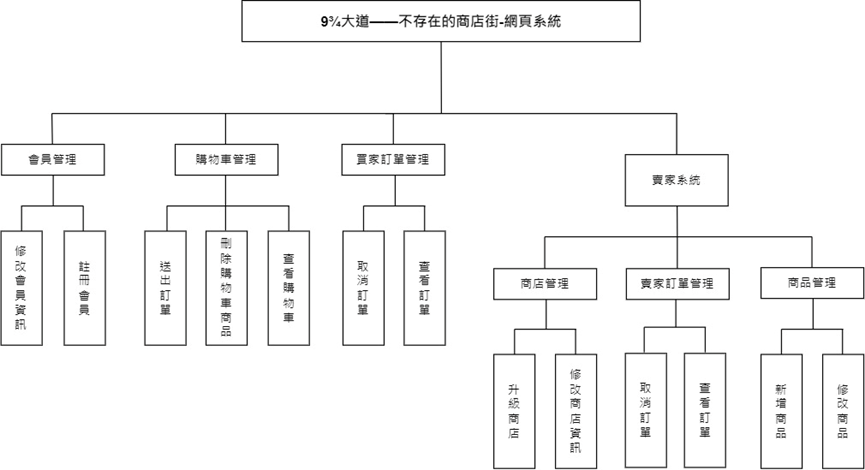 9¾大道——不存在的商店街-網頁系統
會員管理
購物車管理
買家訂單管理
賣家系統
修改會員資訊
註冊會員
送出訂單
刪除購物車商品
查看購物車
取消訂單
查看訂單
商店管理
賣家訂單管理
商品管理
升級商店
修改商店資訊
取消訂單
查看訂單
新增商品
修改商品